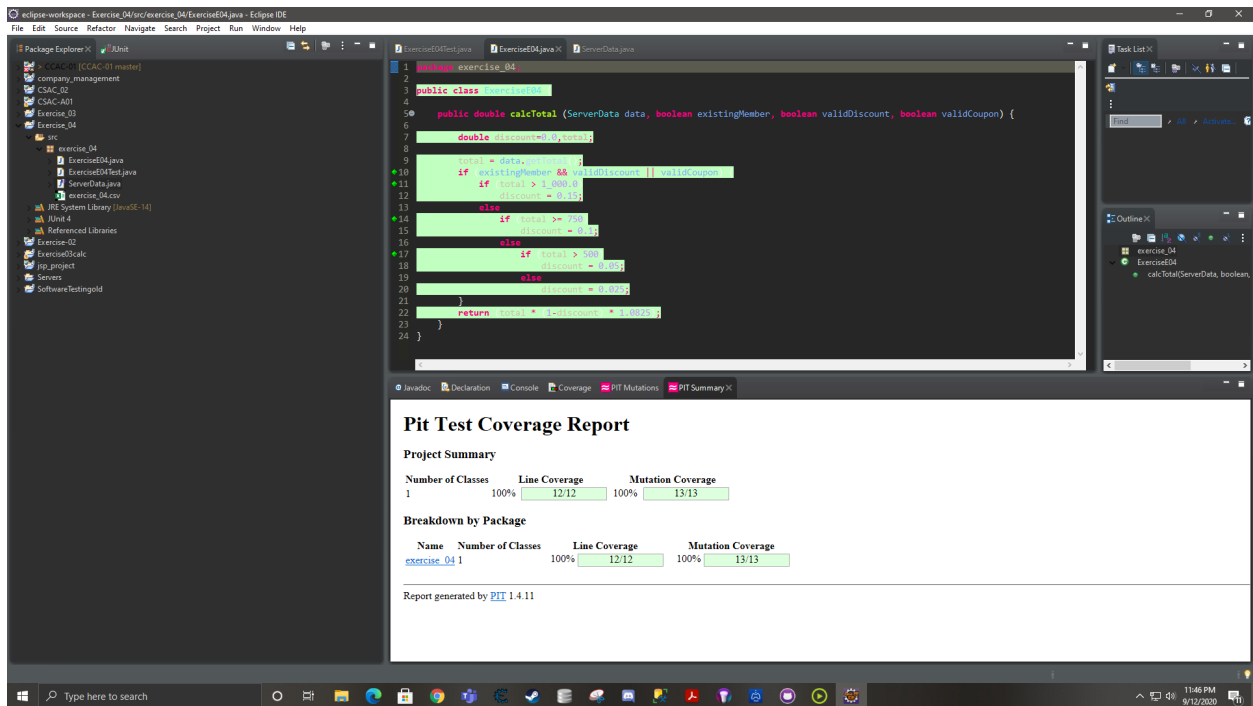 eclipse-workspace - Exercise_04/src/exercise_04/ExerciseE04.java - Eclipse IDE
File Edit Source Refactor Navigate Search Project Run Window Help
Package Explorer JUnit
> CCAC-01 [CCAC-01 master]
company_management
CSAC_02
CSAC-A01
Exercise_03
Exercise_04
src
exercise_04
ExerciseE04.java
ExerciseE04Test.java
ServerData.java
exercise_04.csv
JRE System Library [JavaSE-14]
JUnit 4
Referenced Libraries
Exercise-02
Exercise03calc
jsp_project
Servers
SoftwareTestingold
ExerciseE04Test.java ExerciseE04.java ServerData.java
1 package exercise_04;
2
3 public class ExerciseE04
4
5 public double calcTotal (ServerData data, boolean existingMember, boolean validDiscount, boolean validCoupon) {
6
7 double discount=0.0,total;
8
9 total = data.getTotal ;
10 if existingMember && validDiscount || validCoupon
11 if total > 1_000.0
12 discount = 0.15;
13 else
14 if total >= 750
15 discount = 0.1;
16 else
17 if total > 500
18 discount = 0.05;
19 else
20 discount = 0.025;
21 }
22 return total * 1-discount * 1.0825 ;
23 }
24 }
Task List
Find All Activate...
Outline
exercise_04
ExerciseE04
calcTotal(ServerData, boolean,
Javadoc Declaration Console Coverage PIT Mutations PIT Summary
Pit Test Coverage Report
Project Summary
Number of Classes Line Coverage Mutation Coverage
1 100% 12/12 100% 13/13
Breakdown by Package
Name Number of Classes Line Coverage Mutation Coverage
exercise_04 1 100% 12/12 100% 13/13
Report generated by PIT 1.4.11
Type here to search
11:46 PM
9/12/2020